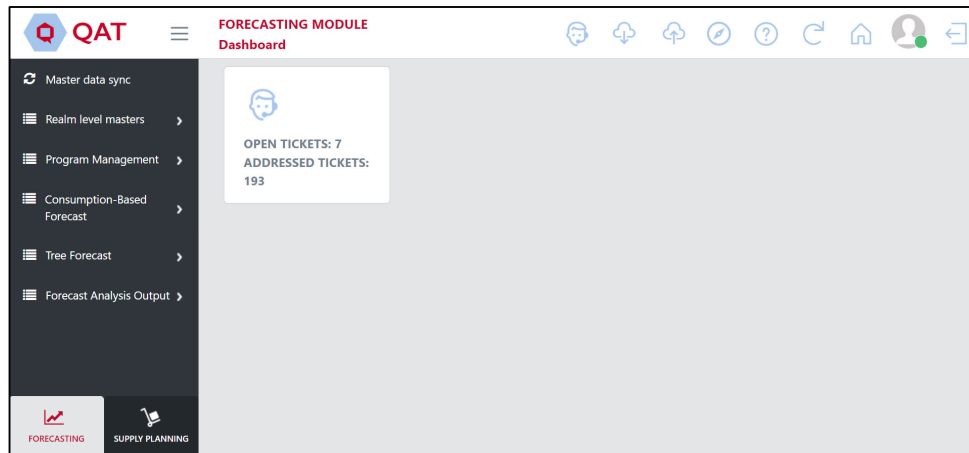 QAT
FORECASTING MODULE
Dashboard
Master data sync
Realm level masters
Program Management
Consumption-Based
Forecast
Tree Forecast
Forecast Analysis Output
FORECASTING
SUPPLY PLANNING
OPEN TICKETS: 7
ADDRESSED TICKETS:
193